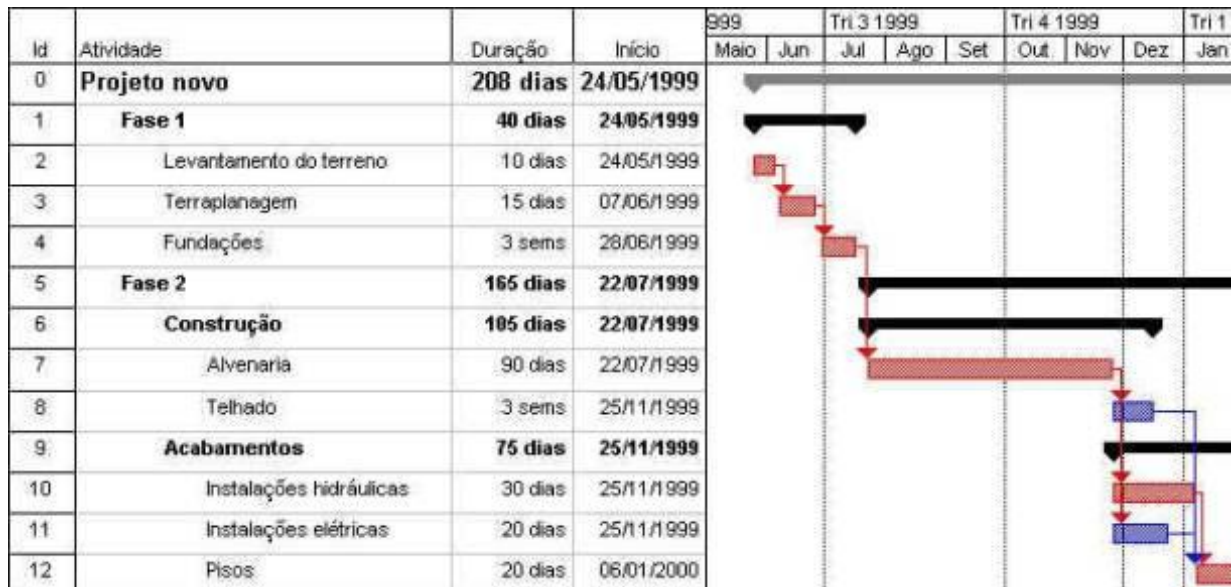 999 Tri 3 1999 Tri 4 1999 Tri 1
Id Atividade Duração Início Maio Jun Jul Ago Set Out Nov Dez Jan
0 Projeto novo 208 dias 24/05/1999
1 Fase 1 40 dias 24/05/1999
2 Levantamento do terreno 10 dias 24/05/1999
3 Terraplanagem 15 dias 07/06/1999
4 Fundações 3 sems 28/06/1999
5 Fase 2 165 dias 22/07/1999
6 Construção 105 dias 22/07/1999
7 Alvenaria 90 dias 22/07/1999
8 Telhado 3 sems 25/11/1999
9 Acabamentos 75 dias 25/11/1999
10 Instalações hidráulicas 30 dias 25/11/1999
11 Instalações elétricas 20 dias 25/11/1999
12 Pisos 20 dias 06/01/2000